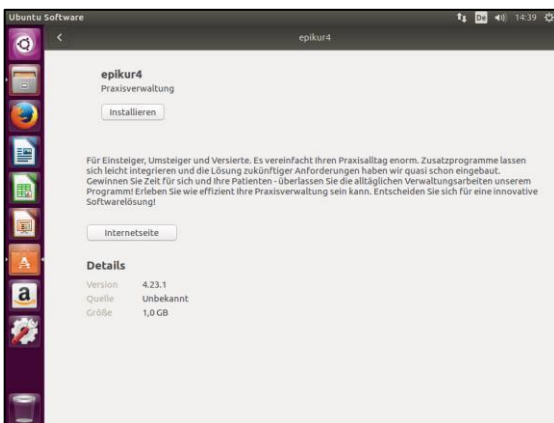 Ubuntu Software
De
14:39
epikur4
epikur4
Praxisverwaltung
Installieren
Für Einsteiger, Umsteiger und Versierte. Es vereinfacht Ihren Praxisalltag enorm. Zusatzprogramme lassen
sich leicht integrieren und die Lösung zukünftiger Anforderungen haben wir quasi schon eingebaut.
Gewinnen Sie Zeit für sich und Ihre Patienten - überlassen Sie die alltäglichen Verwaltungsarbeiten unserem
Programm! Erleben Sie wie effizient Ihre Praxisverwaltung sein kann. Entscheiden Sie sich für eine innovative
Softwarelösung!
Internetseite
Details
Version 4.23.1
Quelle Unbekannt
Größe 1,0 GB
A
a